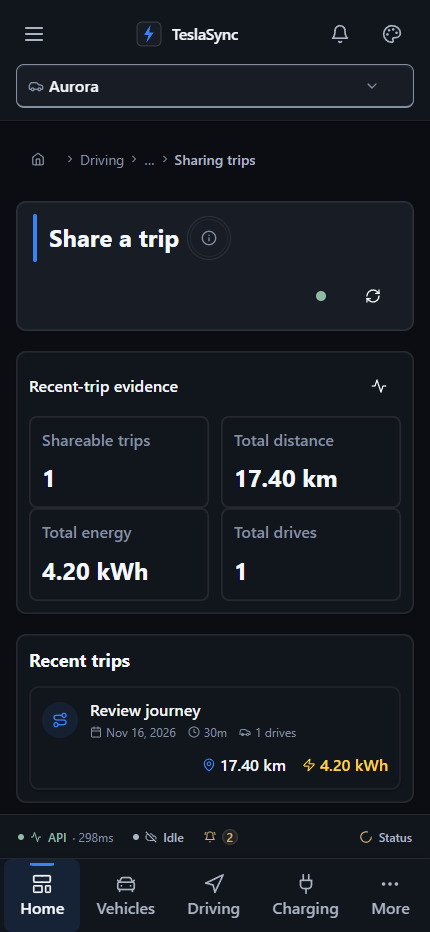 TeslaSync
Aurora
Driving
...
Sharing trips
Share a trip
Recent-trip evidence
Shareable trips
1
Total distance
17.40 km
Total energy
4.20 kWh
Total drives
1
Recent trips
Review journey
Nov 16, 2026 30m 1 drives
17.40 km 4.20 kWh
API · 298ms Idle 2 Status
Home Vehicles Driving Charging More